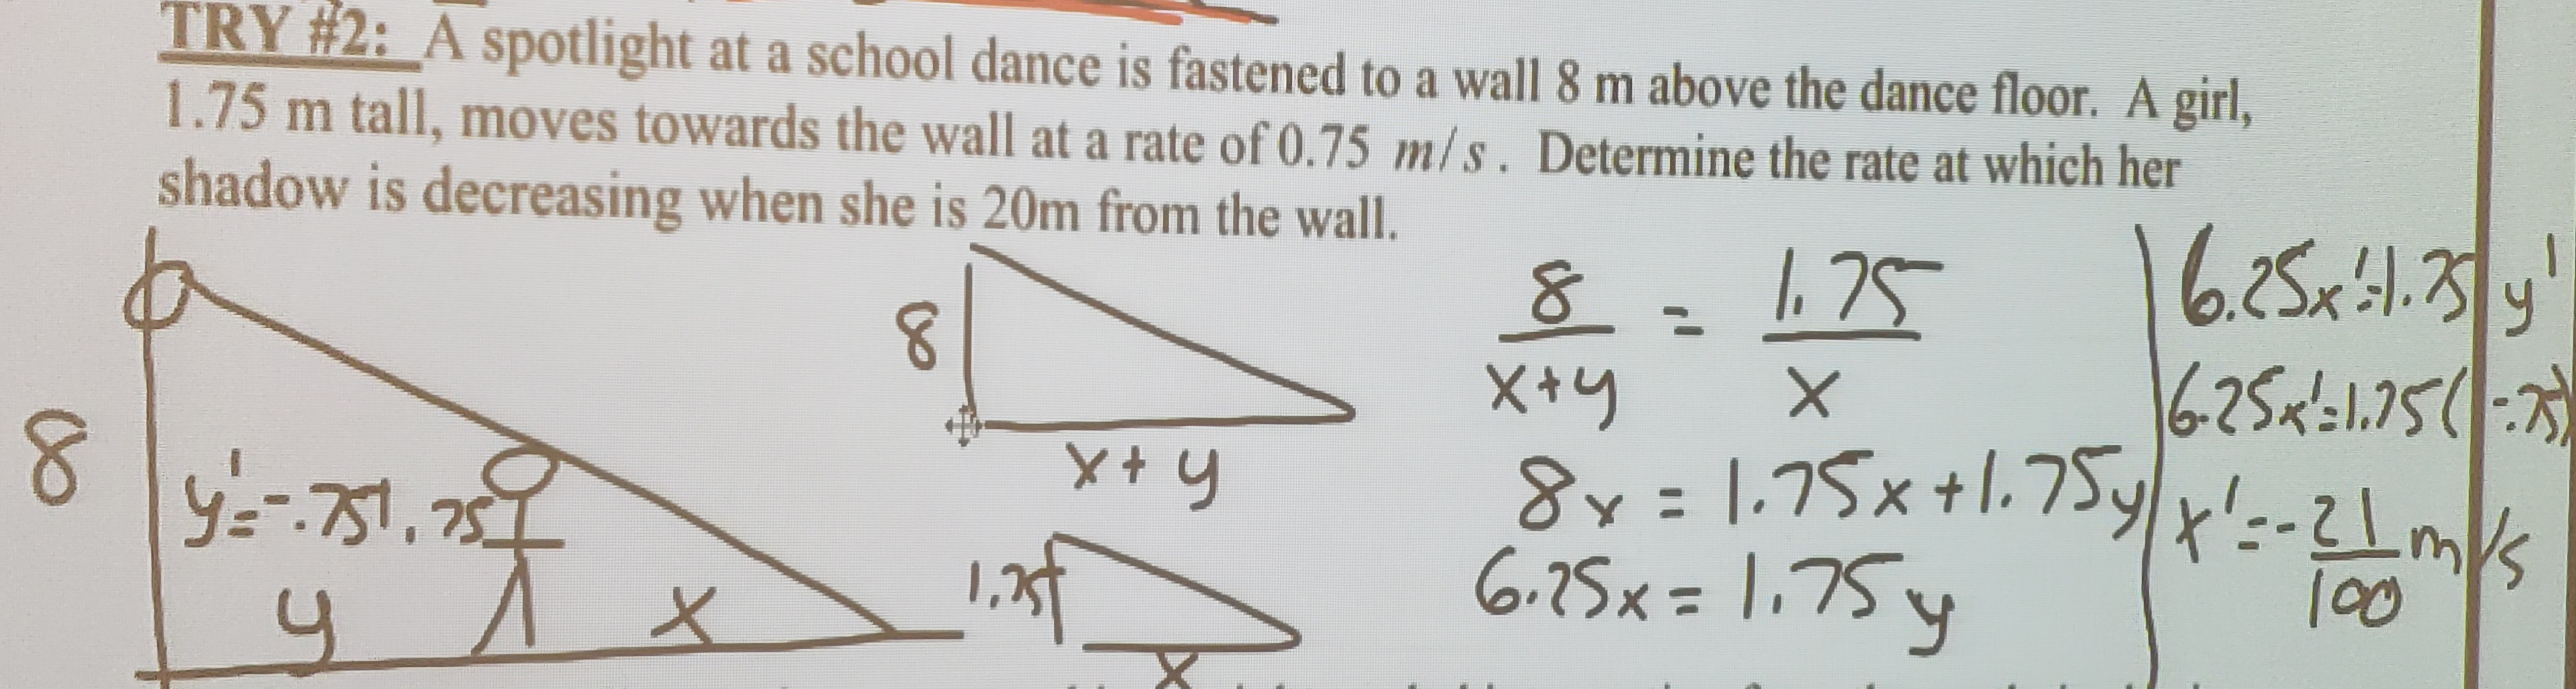 TRY #2: A spotlight at a school dance is fastened to a wall 8 m above the dance floor. A girl,
1.75 m tall, moves towards the wall at a rate of 0.75 m/s. Determine the rate at which her
shadow is decreasing when she is 20m from the wall.
8
y'=-.75
1.75
y
x
8
x+y
1.75
x
8/(x+y) = 1.75/x
8x = 1.75x+1.75y
6.25x = 1.75y
6.25x'=1.75y'
6.25x'=1.75(-.75)
x'=-21/100 m/s